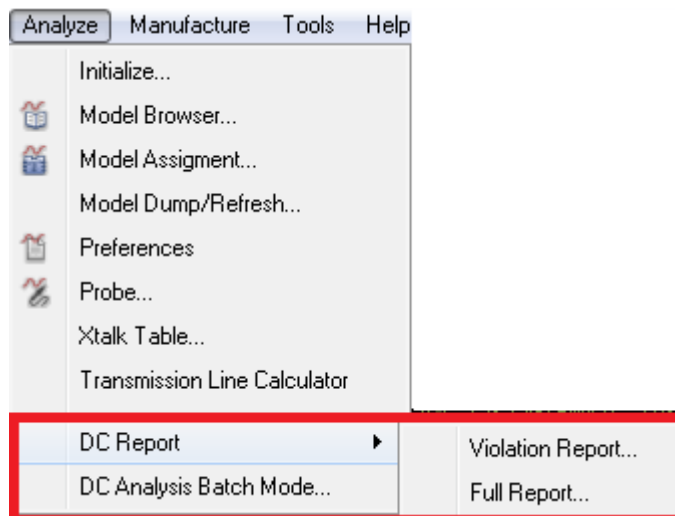 Analyze Manufacture Tools Help
Initialize...
Model Browser...
Model Assigment...
Model Dump/Refresh...
Preferences
Probe...
Xtalk Table...
Transmission Line Calculator
DC Report
Violation Report...
DC Analysis Batch Mode...
Full Report...